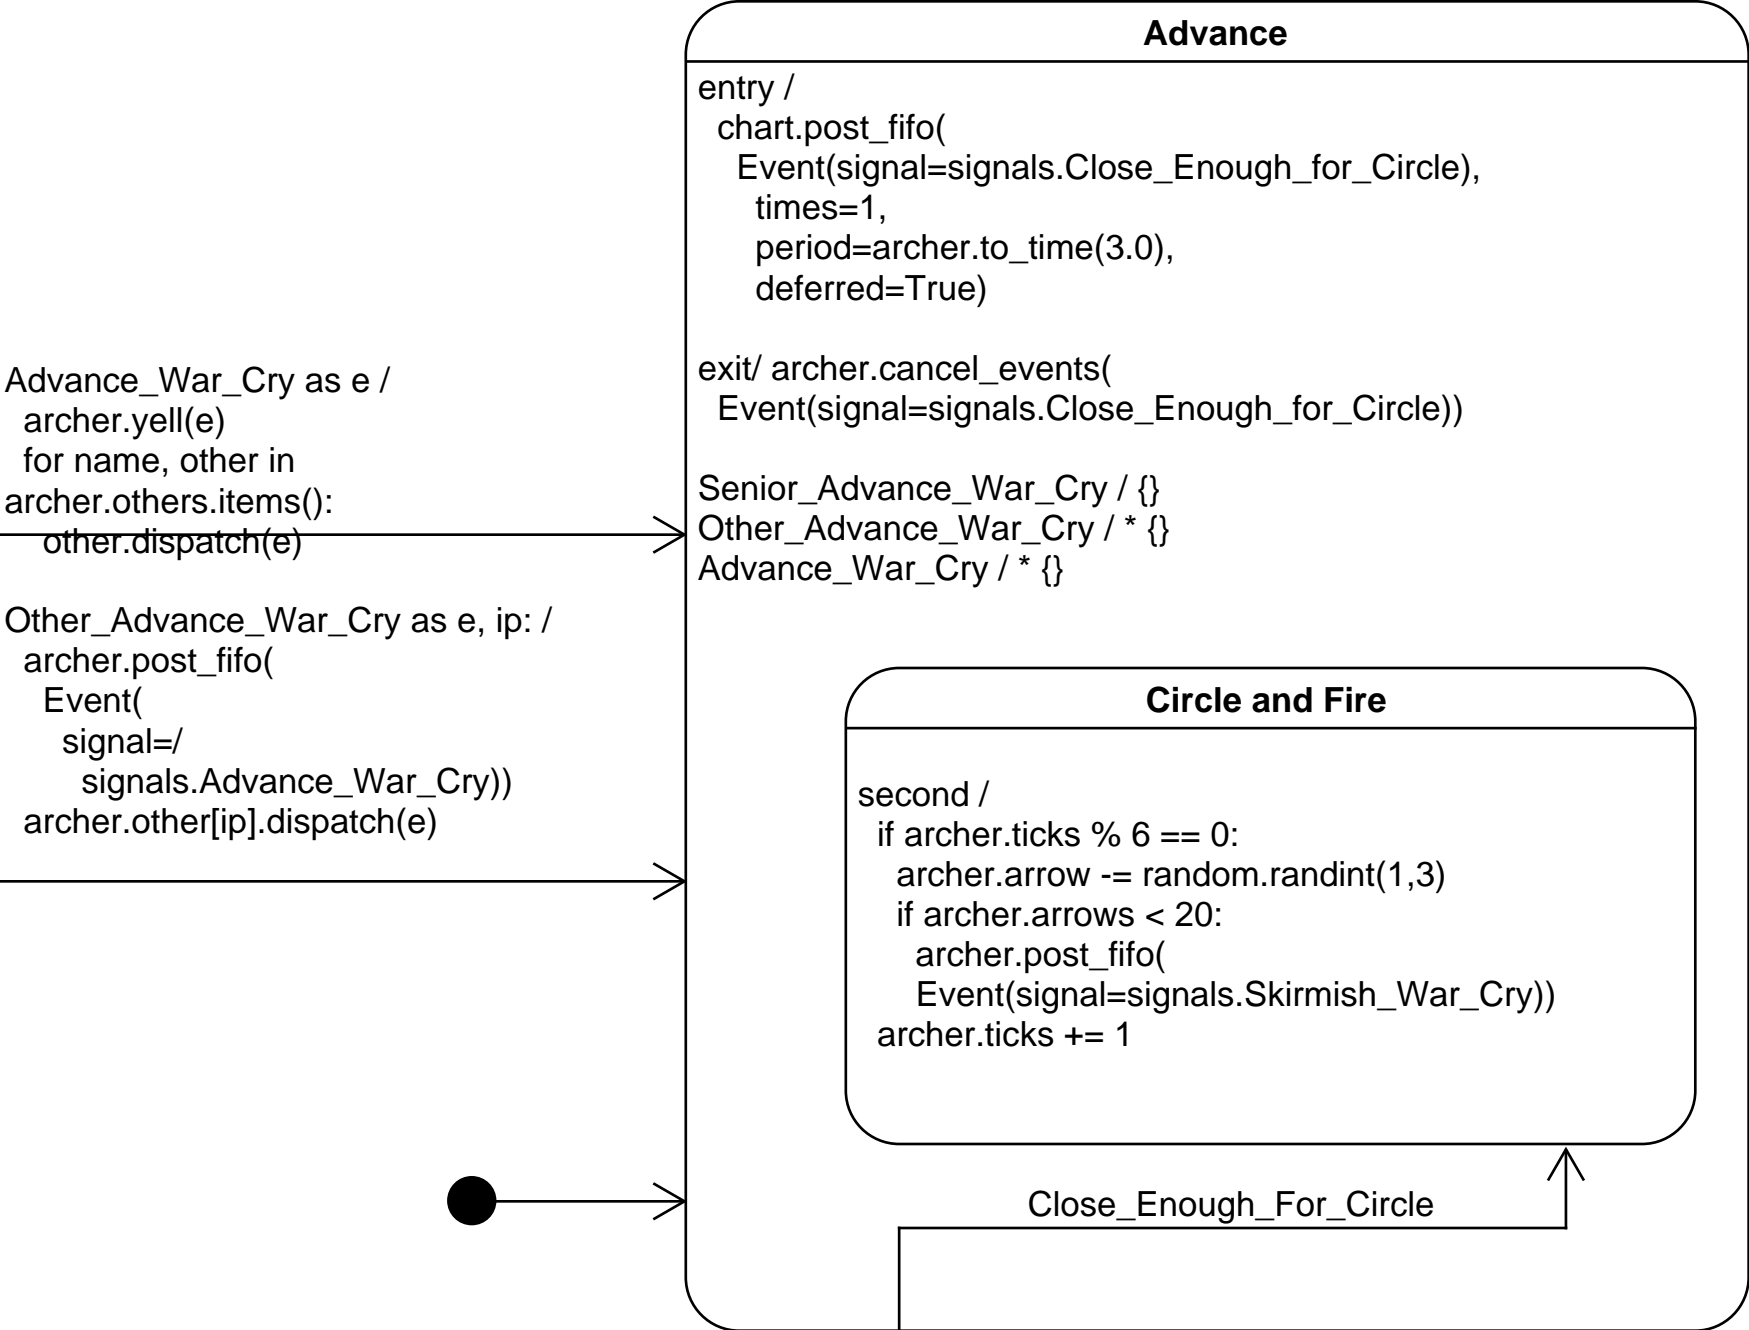 Advance
entry /
chart.post_fifo(
Event(signal=signals.Close_Enough_for_Circle),
times=1,
period=archer.to_time(3.0),
deferred=True)
exit/ archer.cancel_events(
Event(signal=signals.Close_Enough_for_Circle))
Senior_Advance_War_Cry / {}
Other_Advance_War_Cry / * {}
Advance_War_Cry / * {}
Advance_War_Cry as e /
archer.yell(e)
for name, other in
archer.others.items():
other.dispatch(e)
Other_Advance_War_Cry as e, ip: /
archer.post_fifo(
Event(
signal=/
signals.Advance_War_Cry))
archer.other[ip].dispatch(e)
Circle and Fire
second /
if archer.ticks % 6 == 0:
archer.arrow -= random.randint(1,3)
if archer.arrows < 20:
archer.post_fifo(
Event(signal=signals.Skirmish_War_Cry))
archer.ticks += 1
Close_Enough_For_Circle